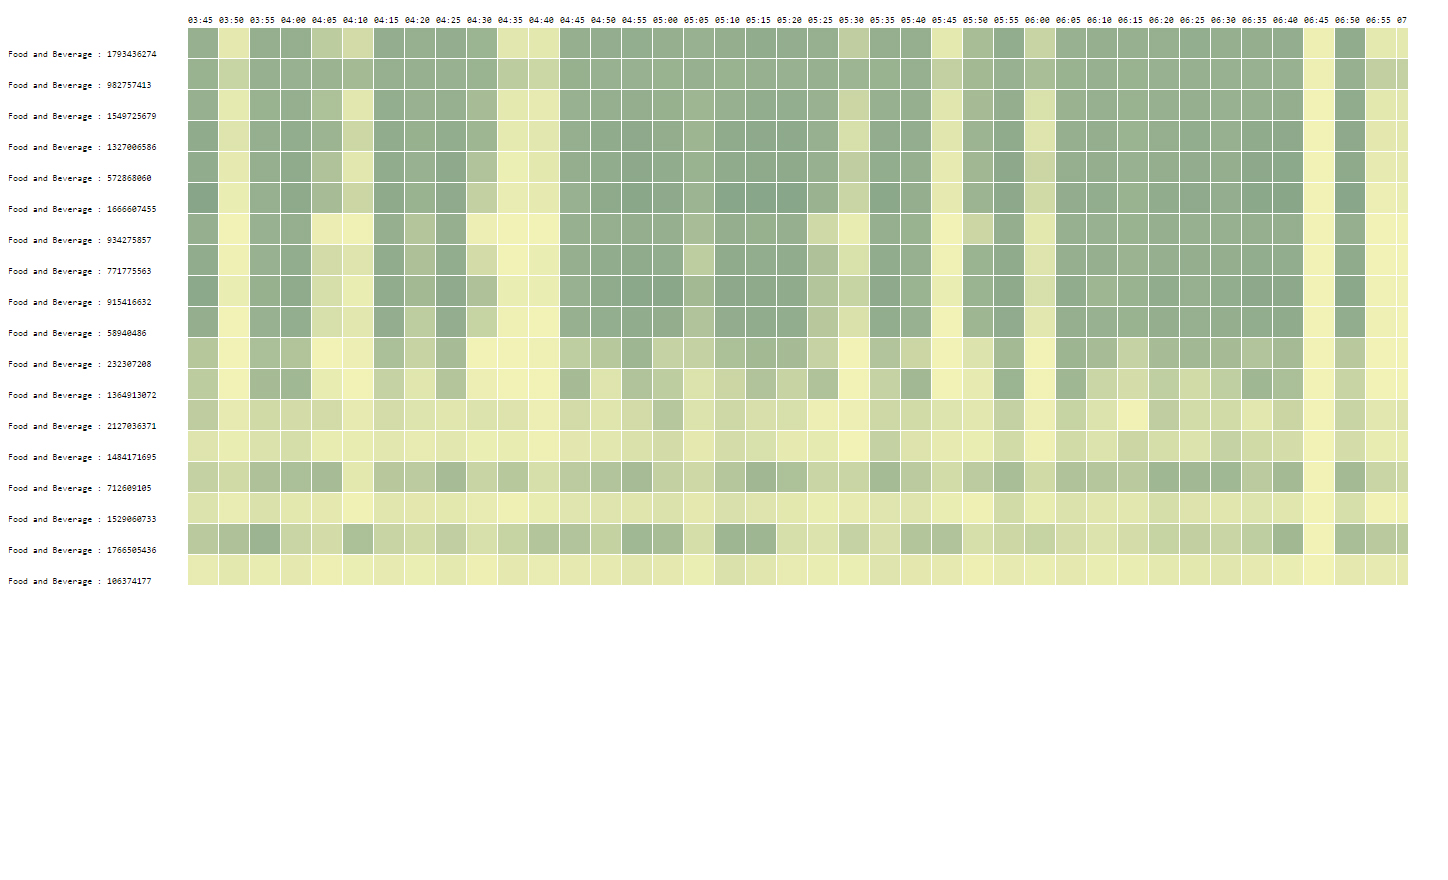 03:45 03:50 03:55 04:00 04:05 04:10 04:15 04:20 04:25 04:30 04:35 04:40 04:45 04:50 04:55 05:00 05:05 05:10 05:15 05:20 05:25 05:30 05:35 05:40 05:45 05:50 05:55 06:00 06:05 06:10 06:15 06:20 06:25 06:30 06:35 06:40 06:45 06:50 06:55 07
Food and Beverage : 1793436274
Food and Beverage : 982757413
Food and Beverage : 1549725679
Food and Beverage : 1327006586
Food and Beverage : 572868060
Food and Beverage : 1666607455
Food and Beverage : 934275857
Food and Beverage : 771775563
Food and Beverage : 915416632
Food and Beverage : 58940486
Food and Beverage : 232307208
Food and Beverage : 1364913072
Food and Beverage : 2127036371
Food and Beverage : 1484171695
Food and Beverage : 712609105
Food and Beverage : 1529060733
Food and Beverage : 1766505436
Food and Beverage : 106374177